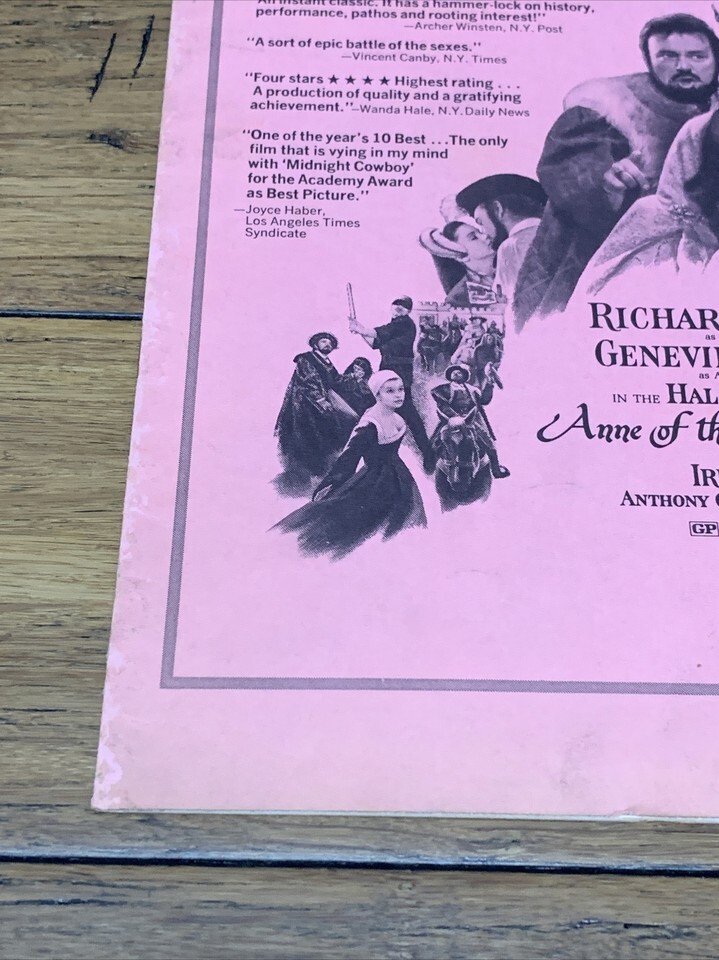 An instant classic. It has a hammer-lock on history,
performance, pathos and rooting interest!"
—Archer Winsten, N.Y. Post
"A sort of epic battle of the sexes."
—Vincent Canby, N.Y. Times
"Four stars ★ ★ ★ ★ Highest rating . . .
A production of quality and a gratifying
achievement."—Wanda Hale, N.Y. Daily News
"One of the year's 10 Best ...The only
film that is vying in my mind
with 'Midnight Cowboy'
for the Academy Award
as Best Picture."
—Joyce Haber,
Los Angeles Times
Syndicate
RICHAR
as
GENEVI
as A
IN THE HAL
Anne of th
IR
ANTHONY
GP